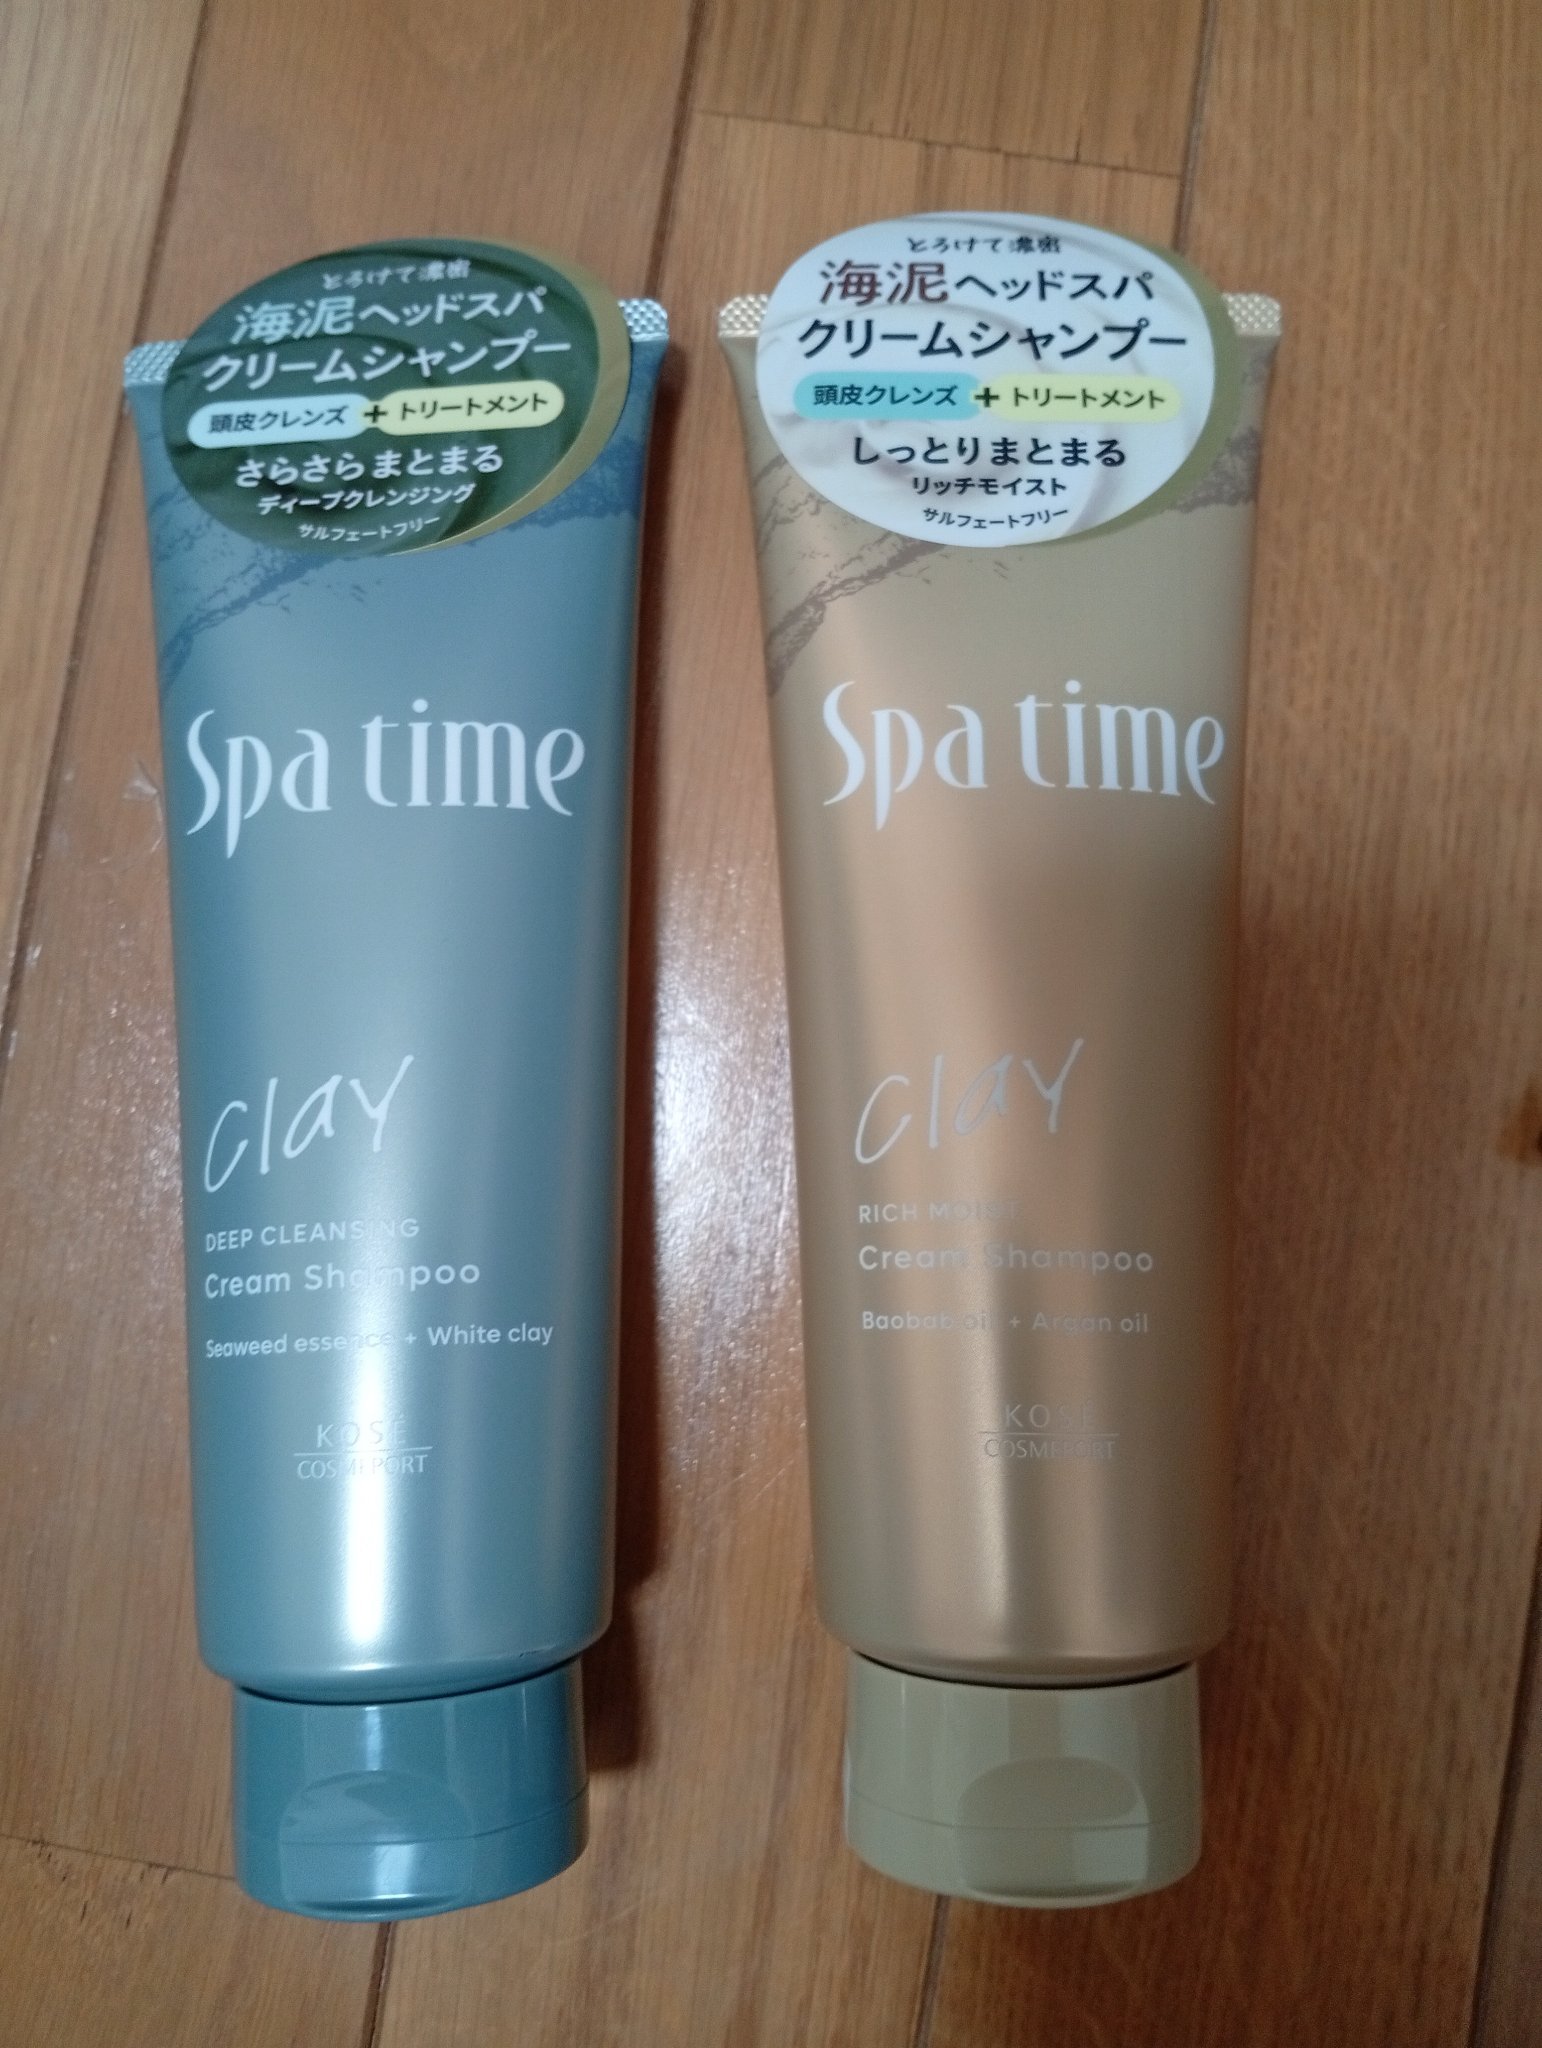 とろけて濃密
海泥ヘッドスパ
クリームシャンプー
頭皮クレンズ + トリートメント
さらさら まとまる
ディープクレンジング
サルフェートフリー
Spa time
clay
DEEP CLEANSING
Cream Shampoo
Seaweed essence + White clay
KOSÉ
COSMEPORT
とろけて濃密
海泥ヘッドスパ
クリームシャンプー
頭皮クレンズ + トリートメント
しっとり まとまる
リッチモイスト
サルフェートフリー
Spa time
clay
RICH MOIST
Cream Shampoo
Baobab oil + Argan oil
KOSÉ
COSMEPORT